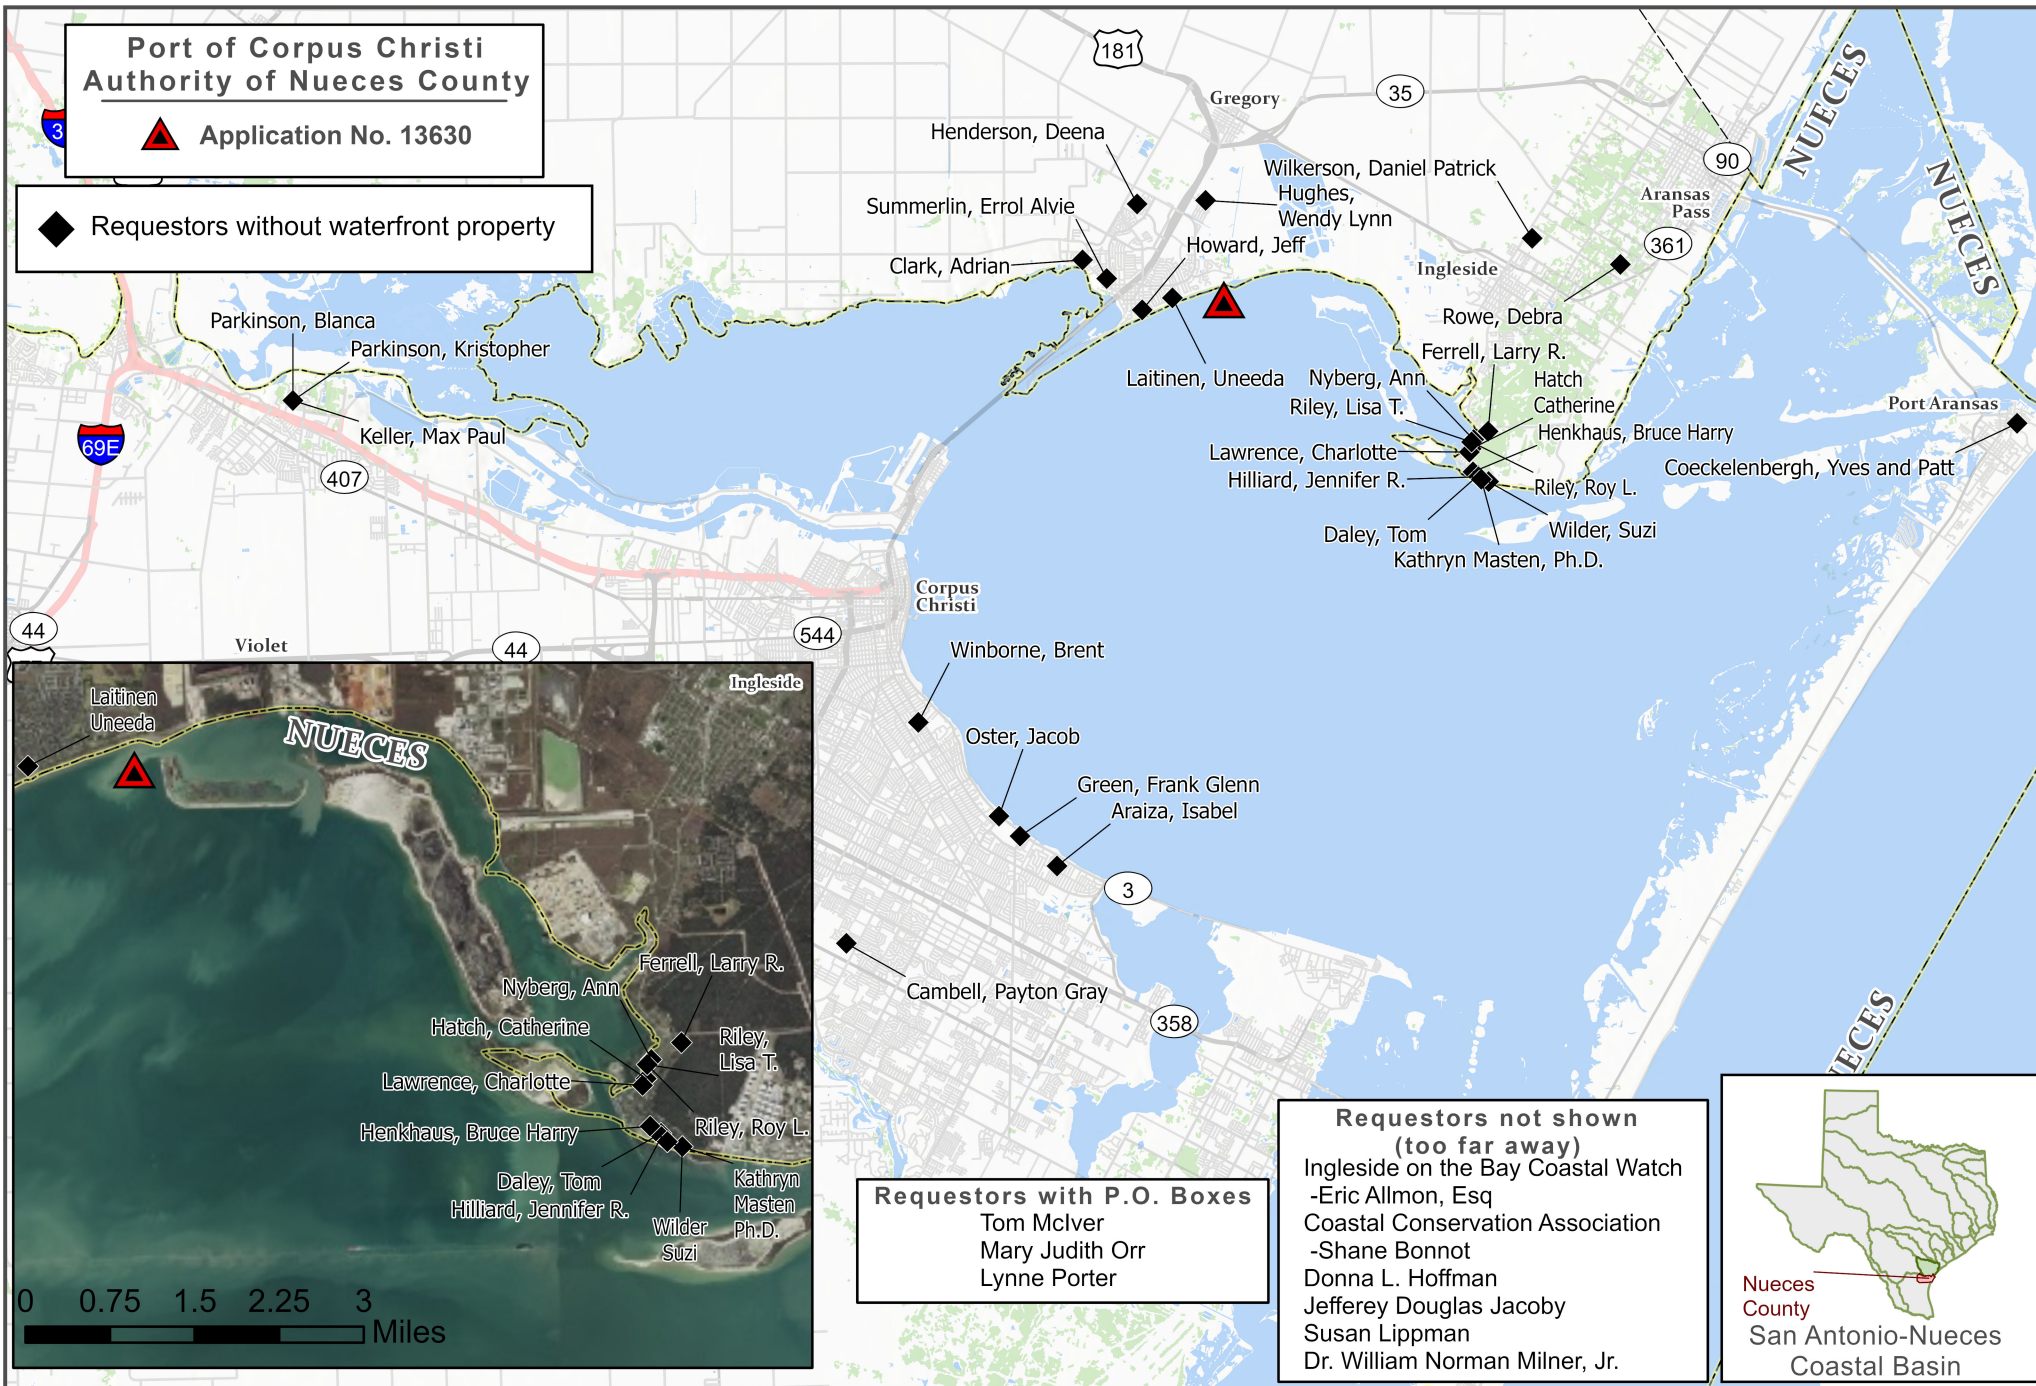 Port of Corpus Christi
Authority of Nueces County
Application No. 13630
Requestors without waterfront property
181
35
Gregory
Henderson, Deena
Wilkerson, Daniel Patrick
Hughes,
Wendy Lynn
90
Aransas
Pass
NUECES
NUECES
Summerlin, Errol Alvie
Howard, Jeff
361
Clark, Adrian
Ingleside
Rowe, Debra
Parkinson, Blanca
Parkinson, Kristopher
Keller, Max Paul
Laitinen, Uneeda
Ferrell, Larry R.
Nyberg, Ann
Hatch
Catherine
Riley, Lisa T.
Henkhaus, Bruce Harry
Lawrence, Charlotte
Hilliard, Jennifer R.
Riley, Roy L.
Daley, Tom
Wilder, Suzi
Kathryn Masten, Ph.D.
Port Aransas
Coeckelenbergh, Yves and Patt
69E
407
44
Violet
44
544
Corpus
Christi
Winborne, Brent
Oster, Jacob
Green, Frank Glenn
Araiza, Isabel
3
Cambell, Payton Gray
358
Laitinen
Uneeda
Ingleside
NUECES
Ferrell, Larry R.
Nyberg, Ann
Hatch, Catherine
Riley,
Lisa T.
Lawrence, Charlotte
Henkhaus, Bruce Harry
Riley, Roy L.
Daley, Tom
Hilliard, Jennifer R.
Wilder
Suzi
Kathryn
Masten
Ph.D.
0 0.75 1.5 2.25 3
Miles
Requestors with P.O. Boxes
Tom McIver
Mary Judith Orr
Lynne Porter
Requestors not shown
(too far away)
Ingleside on the Bay Coastal Watch
-Eric Allmon, Esq
Coastal Conservation Association
-Shane Bonnot
Donna L. Hoffman
Jefferey Douglas Jacoby
Susan Lippman
Dr. William Norman Milner, Jr.
Nueces
County
San Antonio-Nueces
Coastal Basin